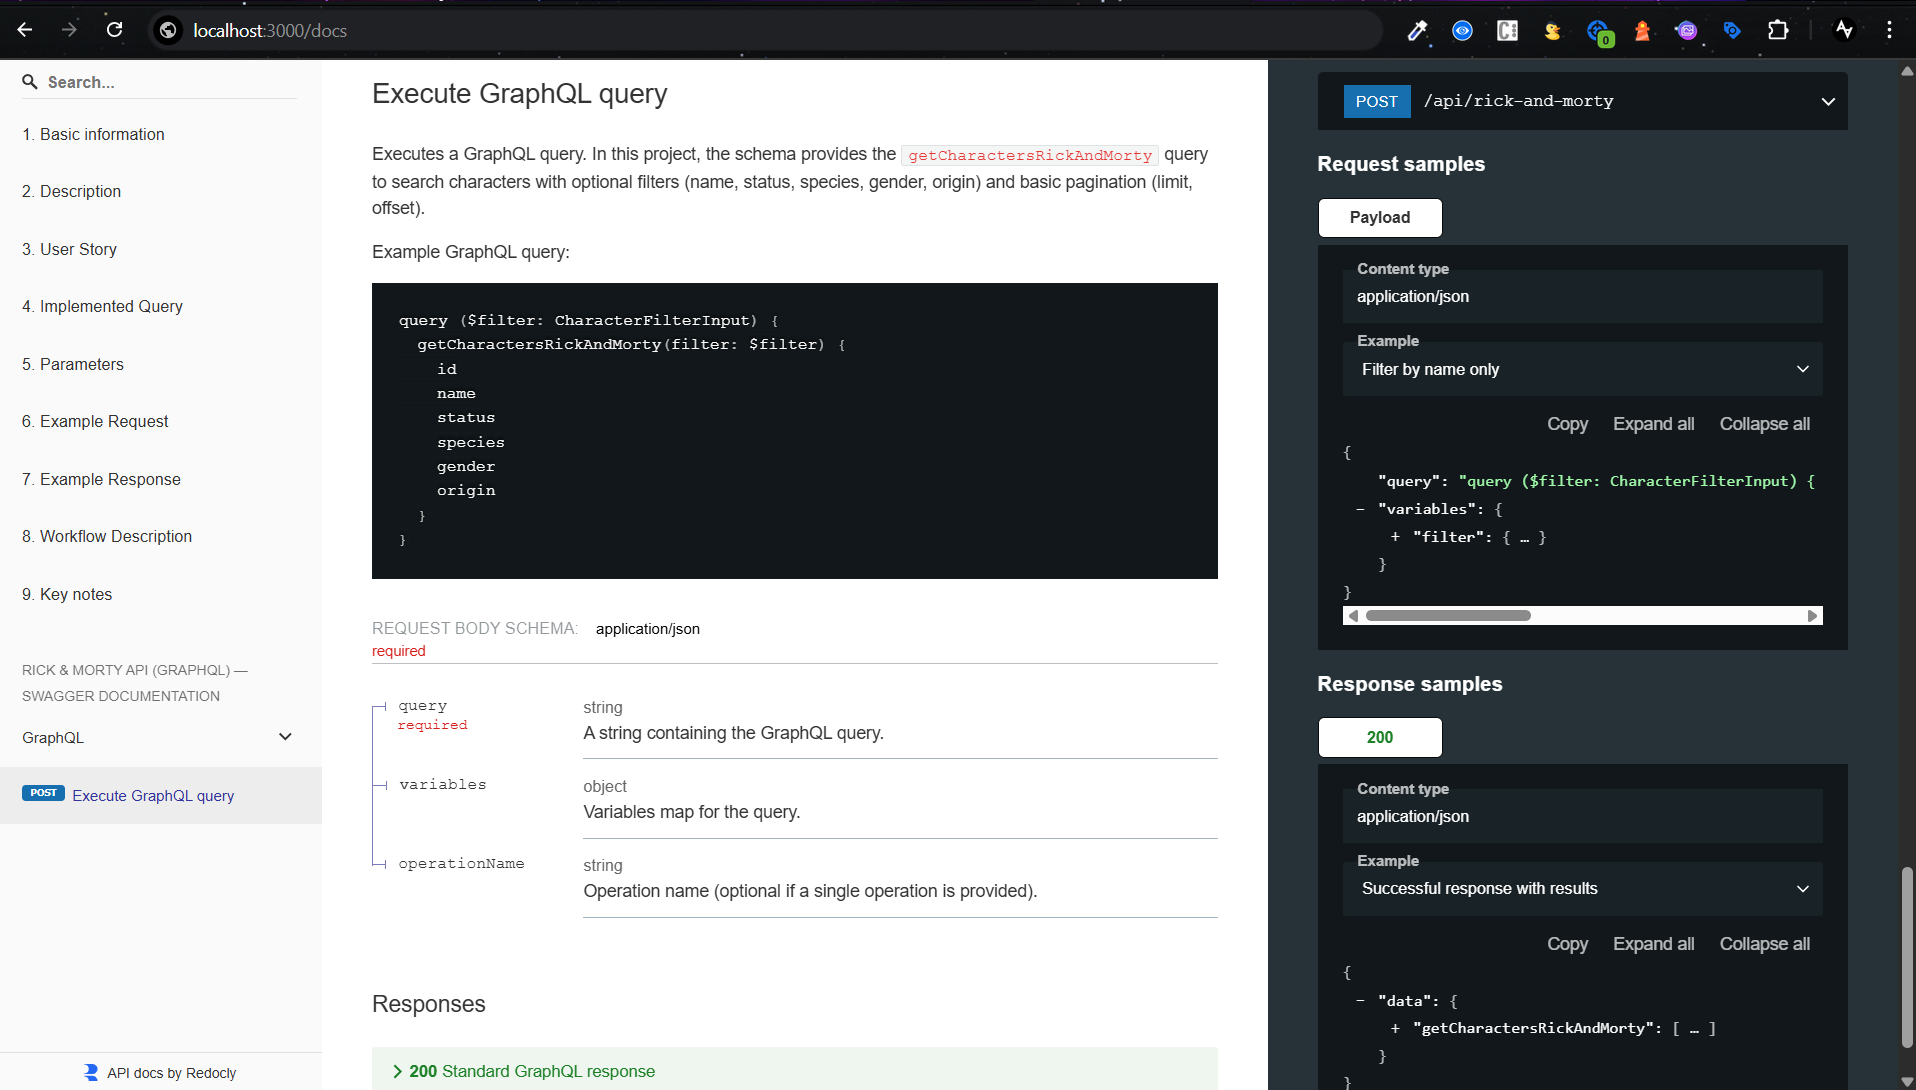 localhost:3000/docs
0
Search...
1. Basic information
2. Description
3. User Story
4. Implemented Query
5. Parameters
6. Example Request
7. Example Response
8. Workflow Description
9. Key notes
RICK & MORTY API (GRAPHQL) —
SWAGGER DOCUMENTATION
GraphQL
POST Execute GraphQL query
API docs by Redocly
Execute GraphQL query
Executes a GraphQL query. In this project, the schema provides the getCharactersRickAndMorty query
to search characters with optional filters (name, status, species, gender, origin) and basic pagination (limit,
offset).
Example GraphQL query:
query ($filter: CharacterFilterInput) {
getCharactersRickAndMorty(filter: $filter) {
id
name
status
species
gender
origin
}
}
REQUEST BODY SCHEMA: application/json
required
query
required
string
A string containing the GraphQL query.
variables
object
Variables map for the query.
operationName
string
Operation name (optional if a single operation is provided).
Responses
200 Standard GraphQL response
POST /api/rick-and-morty
Request samples
Payload
Content type
application/json
Example
Filter by name only
Copy Expand all Collapse all
{
"query": "query ($filter: CharacterFilterInput) {
- "variables": {
+ "filter": { … }
}
}
Response samples
200
Content type
application/json
Example
Successful response with results
Copy Expand all Collapse all
{
- "data": {
+ "getCharactersRickAndMorty": [ … ]
}
}